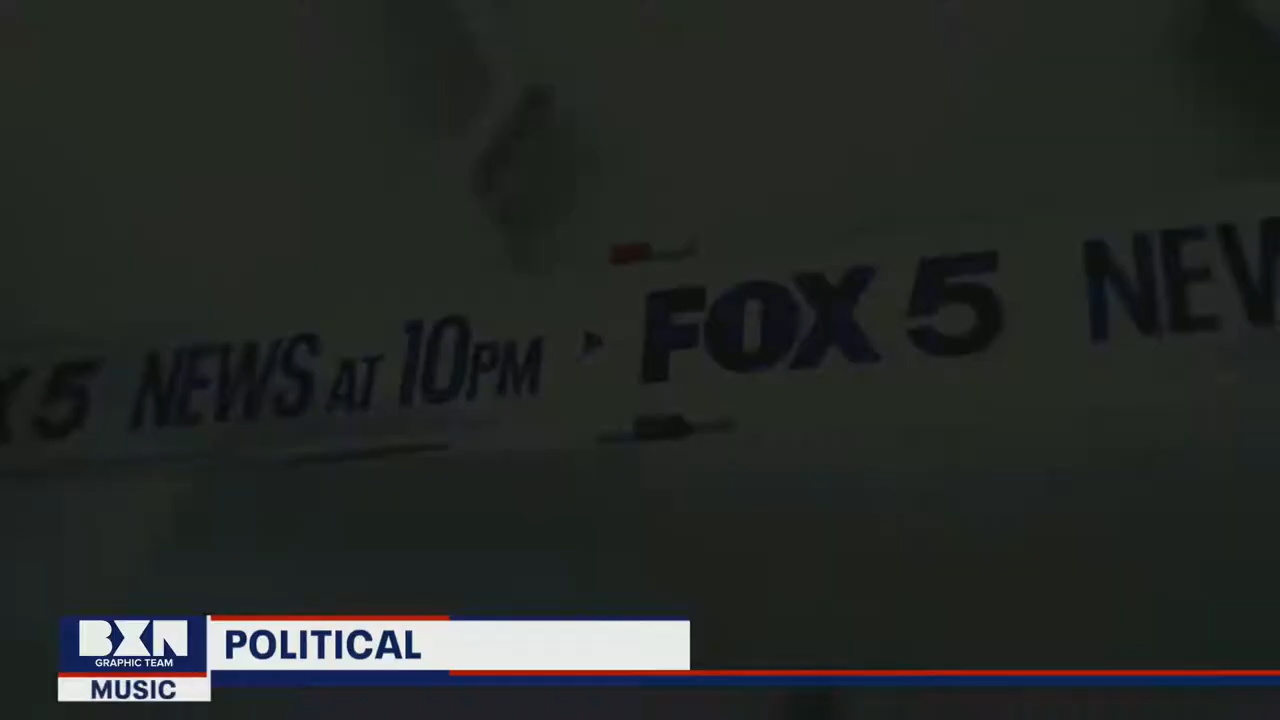 5 NEWS AT 10PM FOX 5 NEW
BXN
GRAPHIC TEAM
MUSIC
POLITICAL